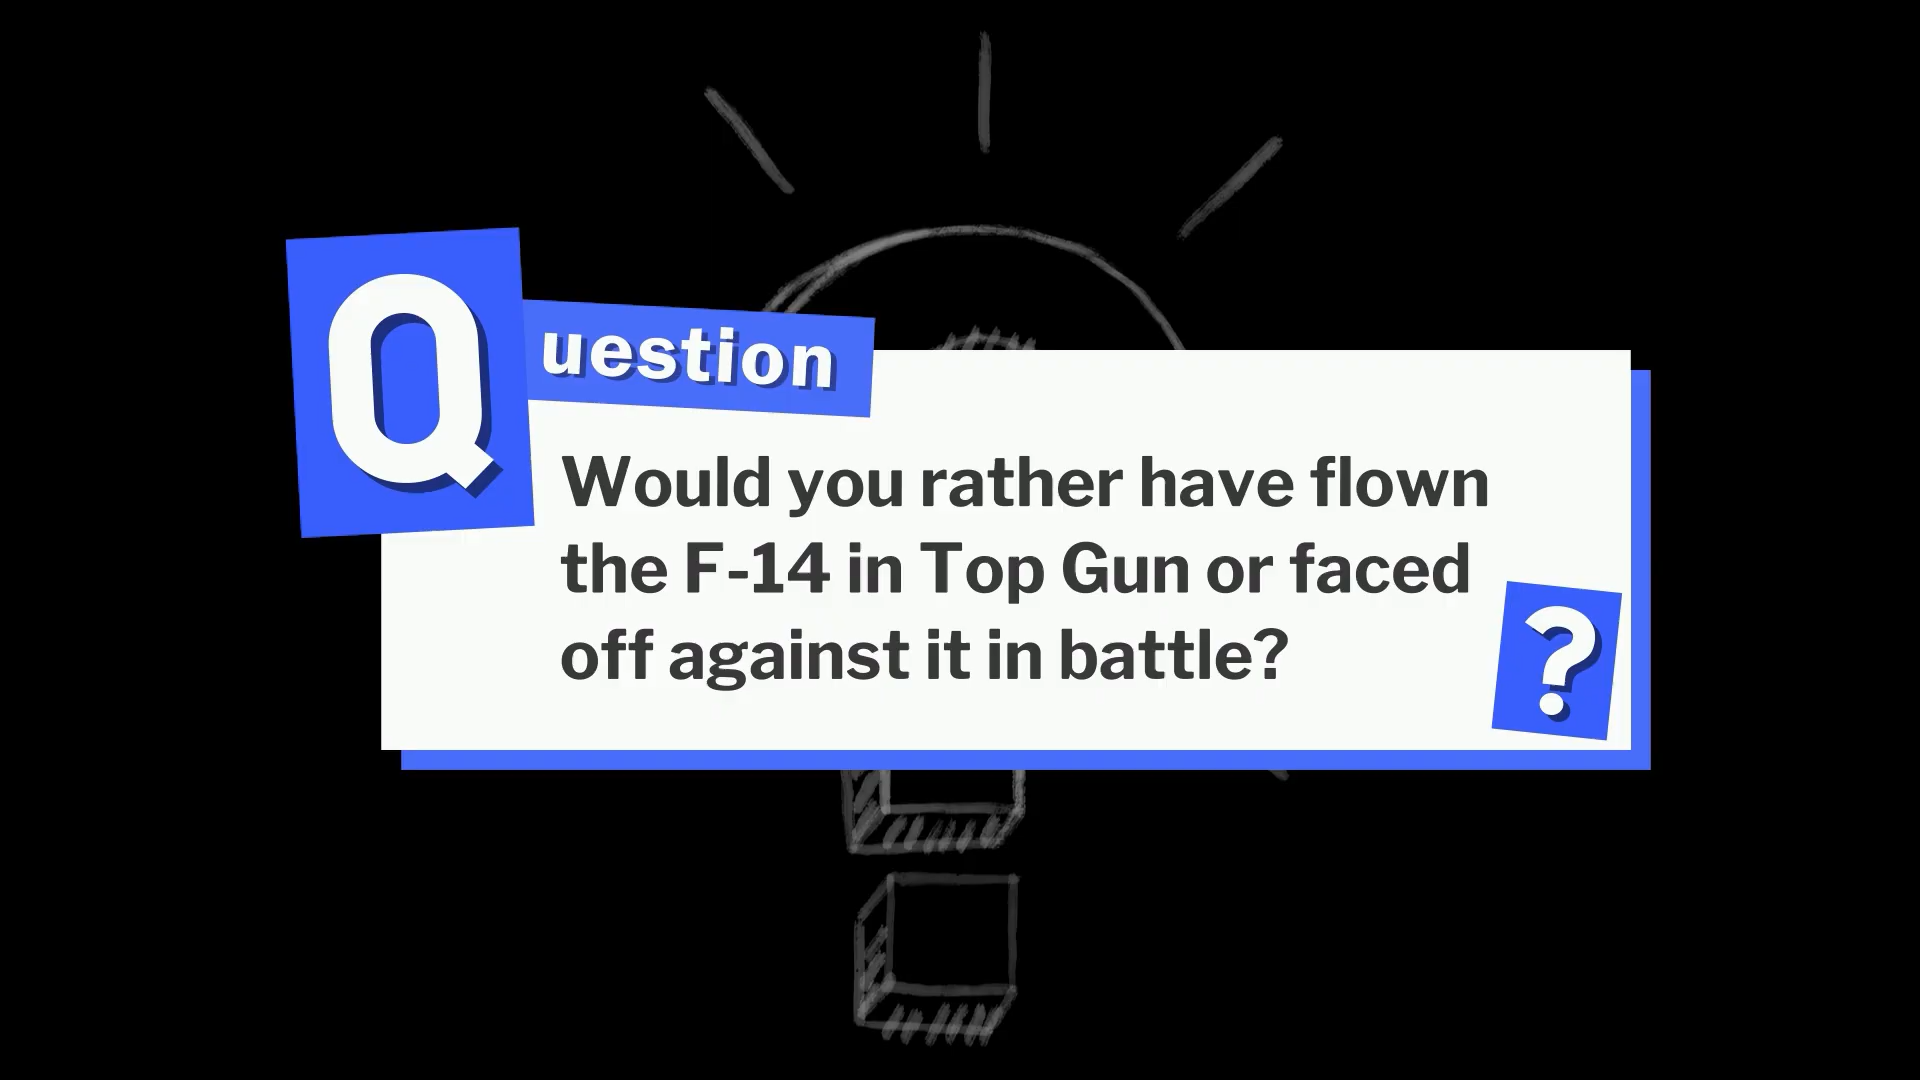 Question
Would you rather have flown
the F-14 in Top Gun or faced
off against it in battle?
?